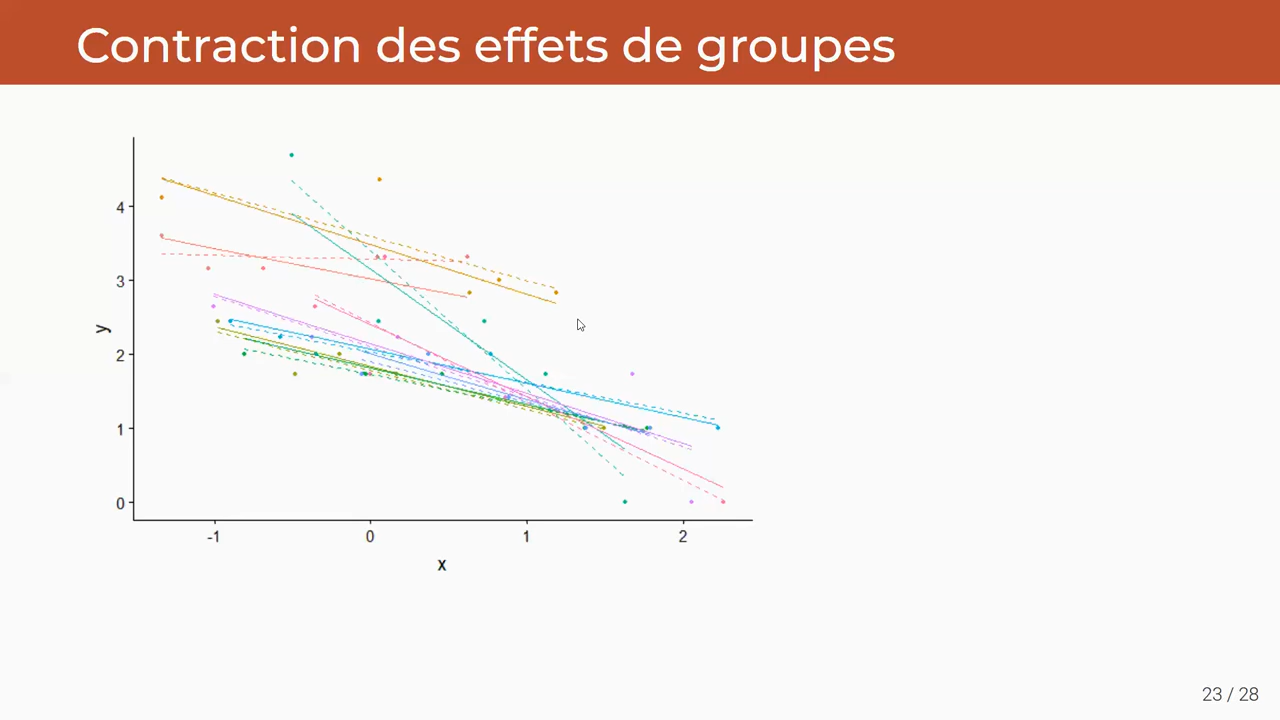 Contraction des effets de groupes
4
3
2
1
0
y
-1 0 1 2
x
23 / 28